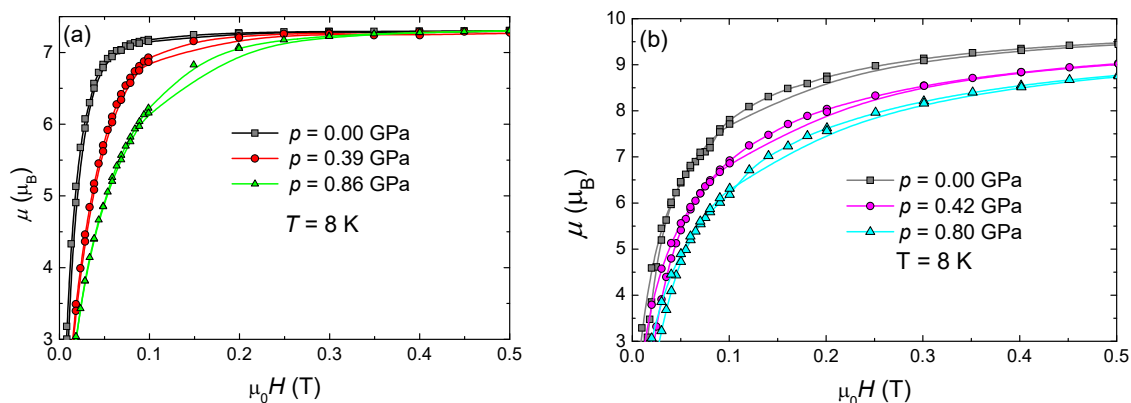 (a)
7
6
5
4
3
μ (μB)
p = 0.00 GPa
p = 0.39 GPa
p = 0.86 GPa
T = 8 K
0.0 0.1 0.2 0.3 0.4 0.5
μ0H (T)
(b)
10
9
8
7
6
5
4
3
μ (μB)
p = 0.00 GPa
p = 0.42 GPa
p = 0.80 GPa
T = 8 K
0.0 0.1 0.2 0.3 0.4 0.5
μ0H (T)